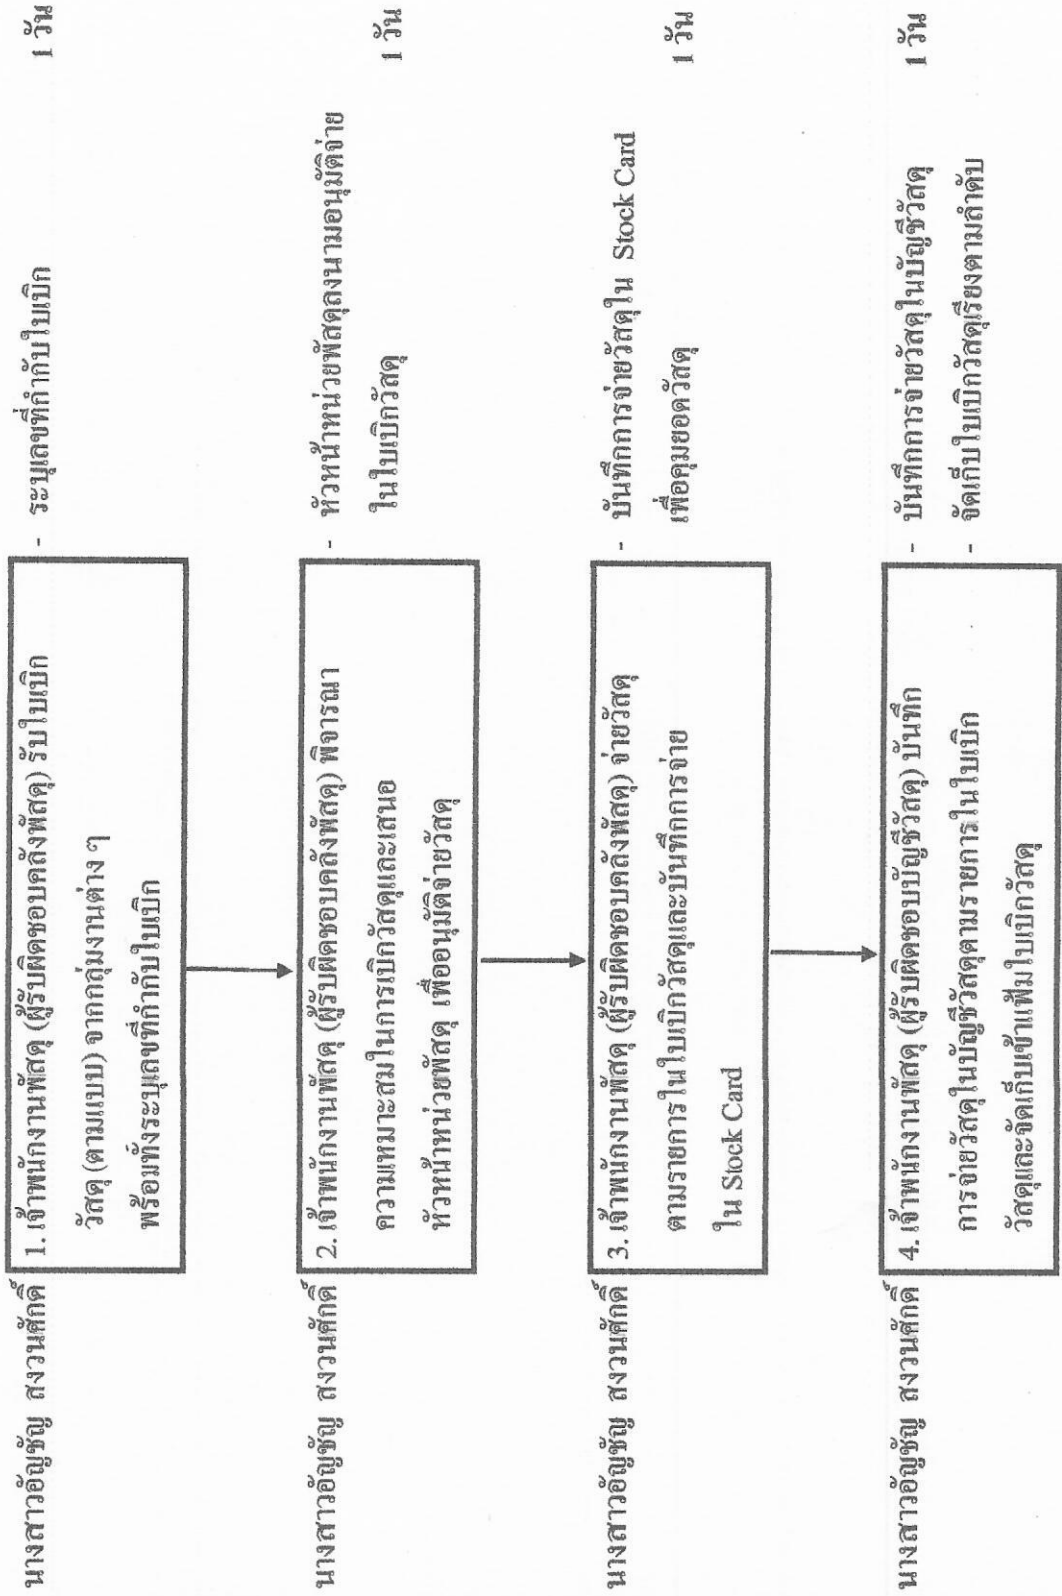 นางสาวอัญชัญ สงวนศักดิ์
1. เจ้าพนักงานพัสดุ (ผู้รับผิดชอบคลังพัสดุ) รับใบเบิก
วัสดุ (ตามแบบ) จากกลุ่มงานต่าง ๆ
พร้อมทั้งระบุเลขที่กำกับใบเบิก
- ระบุเลขที่กำกับใบเบิก
1 วัน
นางสาวอัญชัญ สงวนศักดิ์
2. เจ้าพนักงานพัสดุ (ผู้รับผิดชอบคลังพัสดุ) พิจารณา
ความเหมาะสมในการเบิกวัสดุและเสนอ
หัวหน้าหน่วยพัสดุ เพื่ออนุมัติจ่ายวัสดุ
- หัวหน้าหน่วยพัสดุลงนามอนุมัติจ่าย
ในใบเบิกวัสดุ
1 วัน
นางสาวอัญชัญ สงวนศักดิ์
3. เจ้าพนักงานพัสดุ (ผู้รับผิดชอบคลังพัสดุ) จ่ายวัสดุ
ตามรายการในใบเบิกวัสดุและบันทึกการจ่าย
ใน Stock Card
- บันทึกการจ่ายวัสดุใน Stock Card
เพื่อคุมยอดวัสดุ
1 วัน
นางสาวอัญชัญ สงวนศักดิ์
4. เจ้าพนักงานพัสดุ (ผู้รับผิดชอบบัญชีวัสดุ) บันทึก
การจ่ายวัสดุในบัญชีวัสดุตามรายการในใบเบิก
วัสดุและจัดเก็บเข้าแฟ้มใบเบิกวัสดุ
- บันทึกการจ่ายวัสดุในบัญชีวัสดุ
- จัดเก็บใบเบิกวัสดุเรียงตามลำดับ
1 วัน